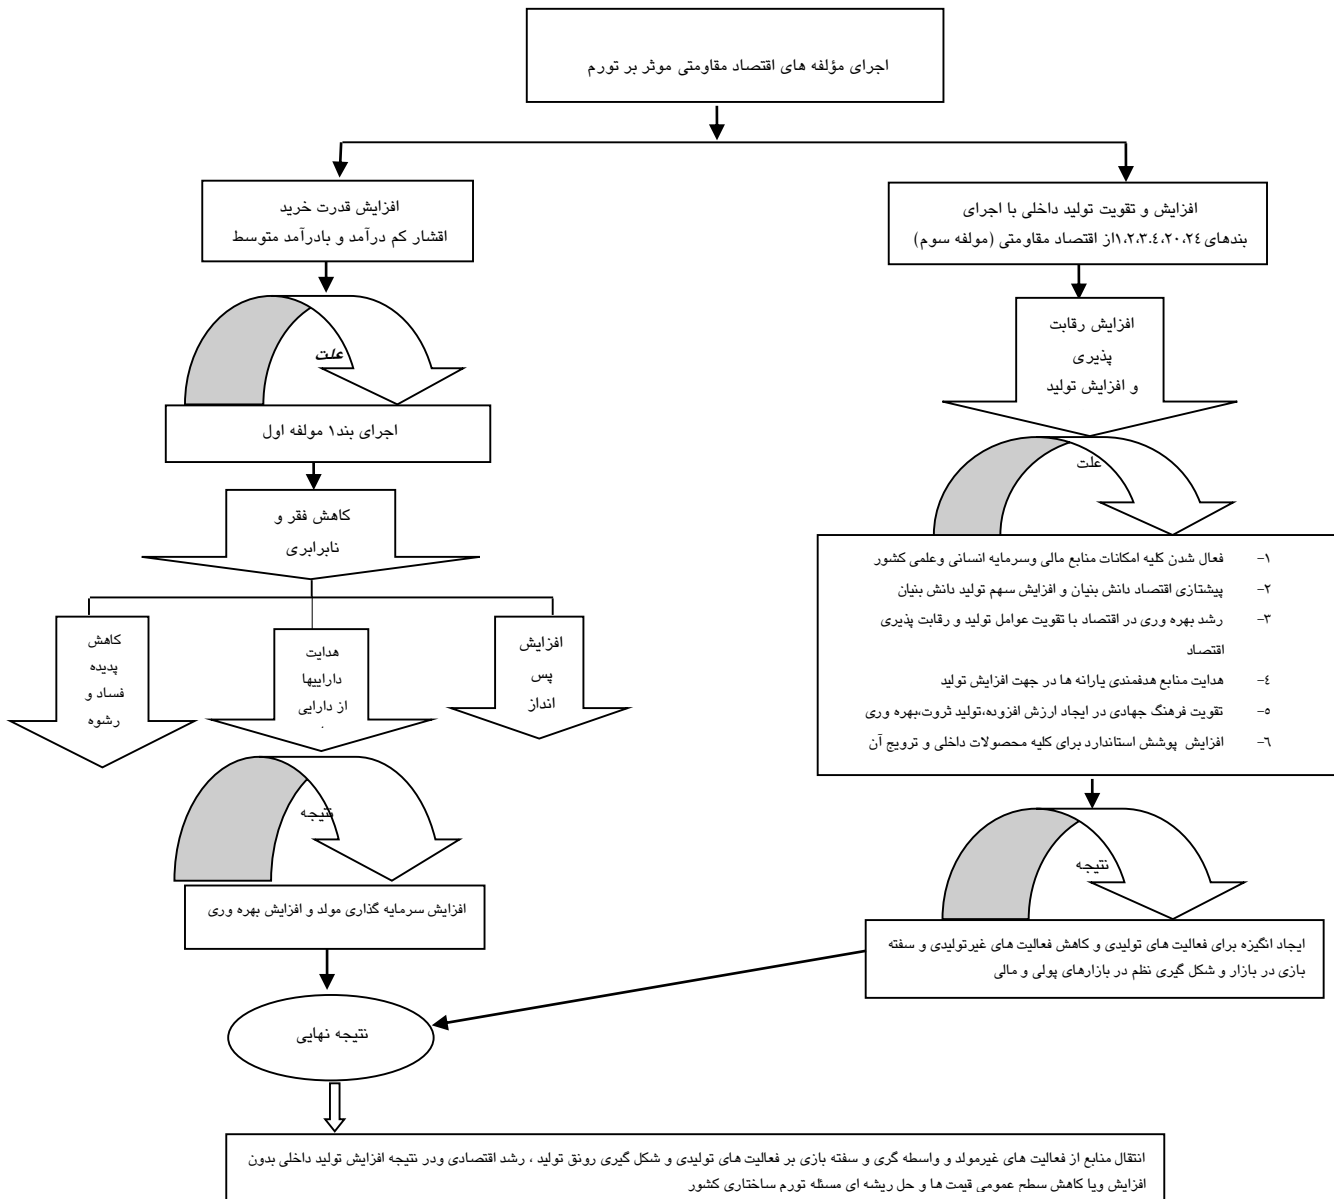 اجرای مؤلفه های اقتصاد مقاومتی موثر بر تورم
افزایش و تقویت تولید داخلی با اجرای
بندهای ۱،۲،۳.٤،۲۰،۲٤از اقتصاد مقاومتی (مولفه سوم)
افزایش رقابت
پذیری
و افزایش تولید
علت
۱- فعال شدن کلیه امکانات منابع مالی وسرمایه انسانی وعلمی کشور
۲- پیشتازی اقتصاد دانش بنیان و افزایش سهم تولید دانش بنیان
۳- رشد بهره وری در اقتصاد با تقویت عوامل تولید و رقابت پذیری
اقتصاد
٤- هدایت منابع هدفمندی یارانه ها در جهت افزایش تولید
٥- تقویت فرهنگ جهادی در ایجاد ارزش افزوده،تولید ثروت،بهره وری
٦- افزایش پوشش استاندارد برای کلیه محصولات داخلی و ترویج آن
نتیجه
ایجاد انگیزه برای فعالیت های تولیدی و کاهش فعالیت های غیرتولیدی و سفته
بازی در بازار و شکل گیری نظم در بازارهای پولی و مالی
افزایش قدرت خرید
اقشار کم درآمد و بادرآمد متوسط
علت
اجرای بند۱ مولفه اول
کاهش فقر و
نابرابری
افزایش
پس
انداز
هدایت
داراییها
از دارایی
کاهش
پدیده
فساد و
رشوه
نتیجه
افزایش سرمایه گذاری مولد و افزایش بهره وری
نتیجه نهایی
انتقال منابع از فعالیت های غیرمولد و واسطه گری و سفته بازی بر فعالیت های تولیدی و شکل گیری رونق تولید ، رشد اقتصادی ودر نتیجه افزایش تولید داخلی بدون
افزایش ویا کاهش سطح عمومی قیمت ها و حل ریشه ای مسئله تورم ساختاری کشور